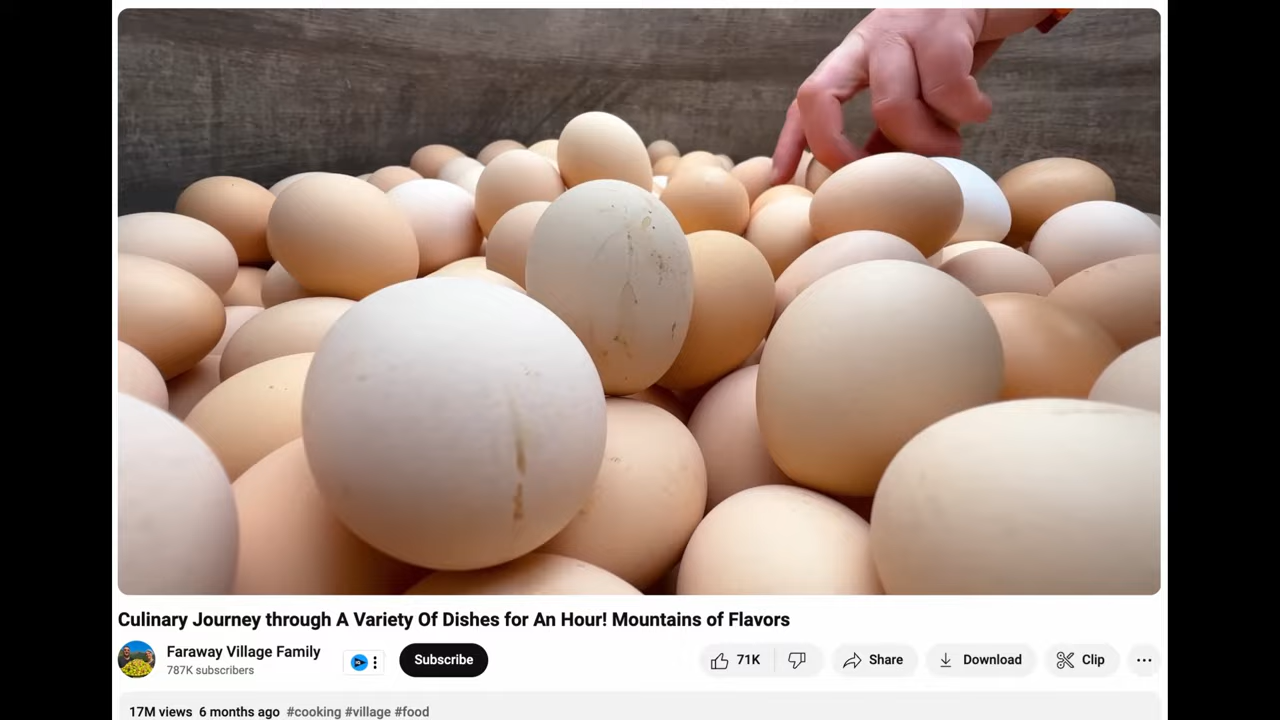 Culinary Journey through A Variety Of Dishes for An Hour! Mountains of Flavors
Faraway Village Family
787K subscribers
Subscribe
71K
Share
Download
Clip
17M views 6 months ago #cooking #village #food